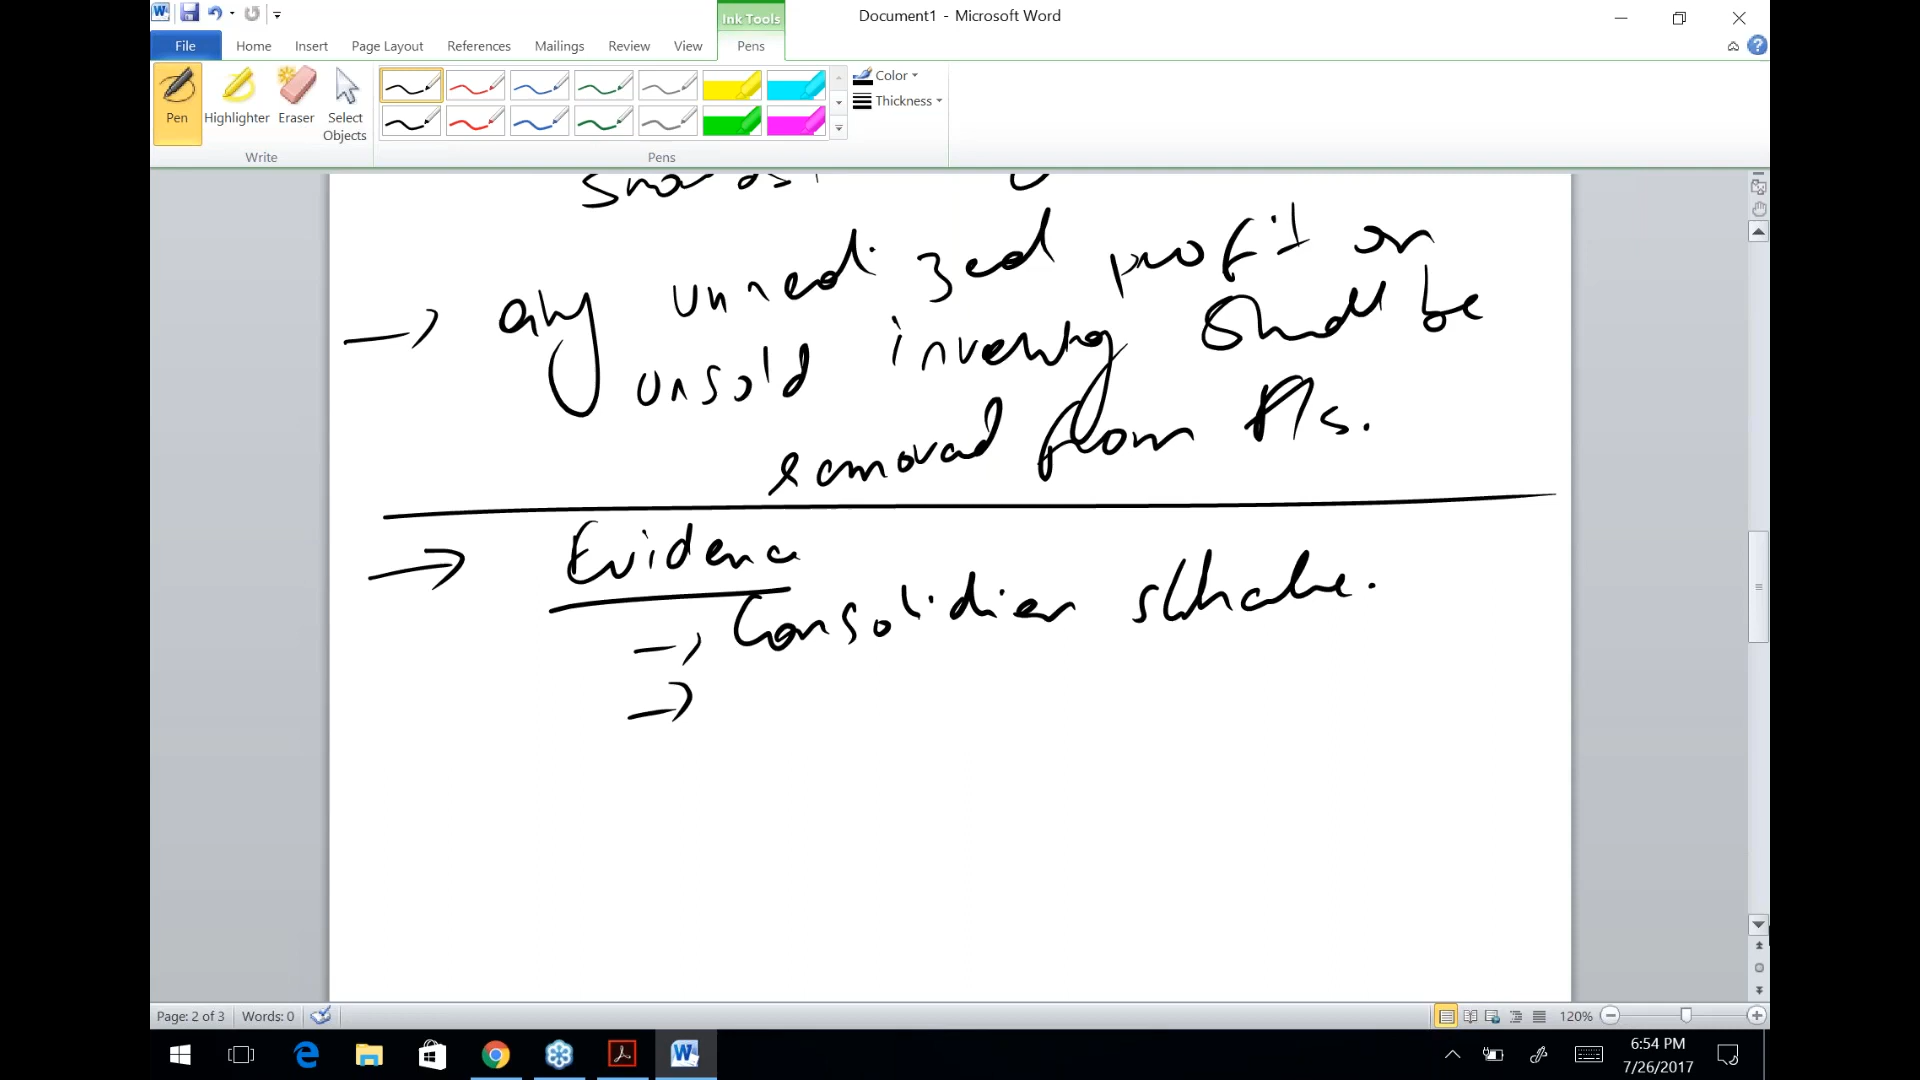 Document1 - Microsoft Word
Ink Tools
File Home Insert Page Layout References Mailings Review View Pens
Pen Highlighter Eraser Select Objects
Color
Thickness
Write Pens
→ any unrealized profit on
unsold inventory should be
removed from F/s.
→ Evidence
→ Consolidation
→
Page: 2 of 3 Words: 0 120%
6:54 PM
7/26/2017